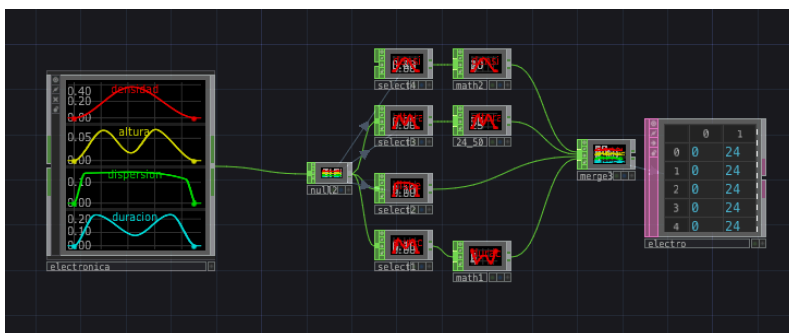 0.40
0.20
0.00
densidad
altura
0.05
0.00
dispersion
0.10
0.00
duracion
0.20
0.10
0.00
electronica
null2
select4
math2
select3
24_50
select2
select1
math1
merge3
0 1
0 0 24
1 0 24
2 0 24
3 0 24
4 0 24
electro